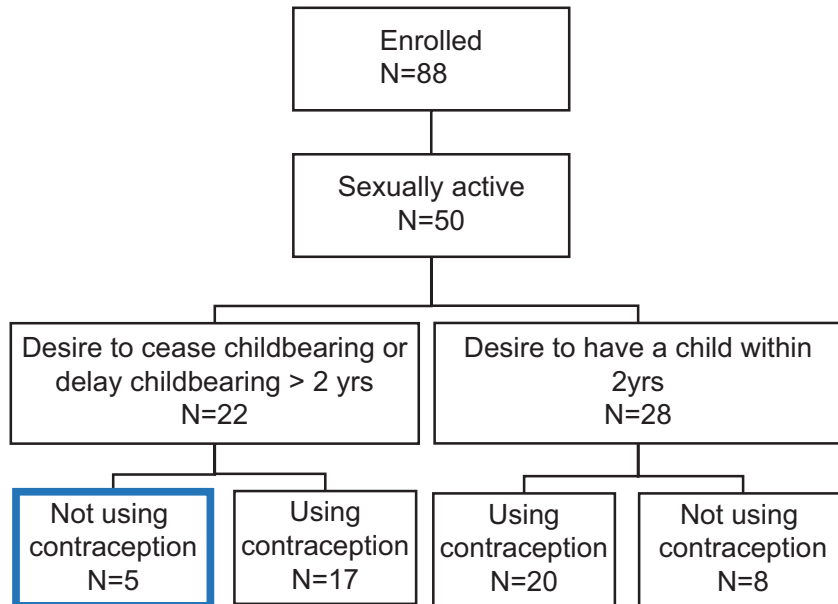 Enrolled
N=88
Sexually active
N=50
Desire to cease childbearing or
delay childbearing > 2 yrs
N=22
Desire to have a child within
2yrs
N=28
Not using
contraception
N=5
Using
contraception
N=17
Using
contraception
N=20
Not using
contraception
N=8